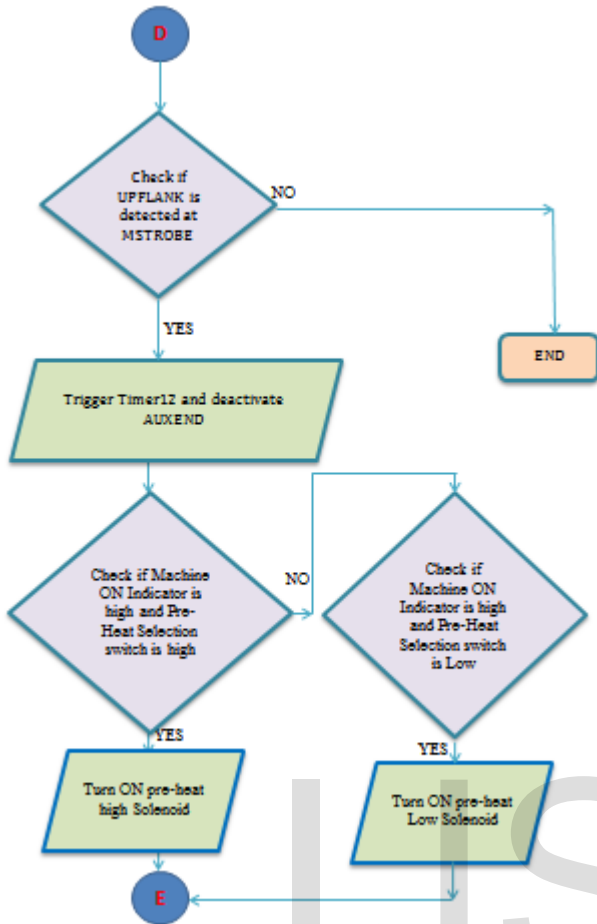 D
Check if
UPFLANK is
detected at
MSTROBE
NO
YES
END
Trigger Timer12 and deactivate
AUXEND
Check if Machine
ON Indicator is
high and Pre-
Heat Selection
switch is high
NO
Check if
Machine ON
Indicator is high
and Pre-Heat
Selection switch
is Low
YES
YES
Turn ON pre-heat
high Solenoid
Turn ON pre-heat
Low Solenoid
E